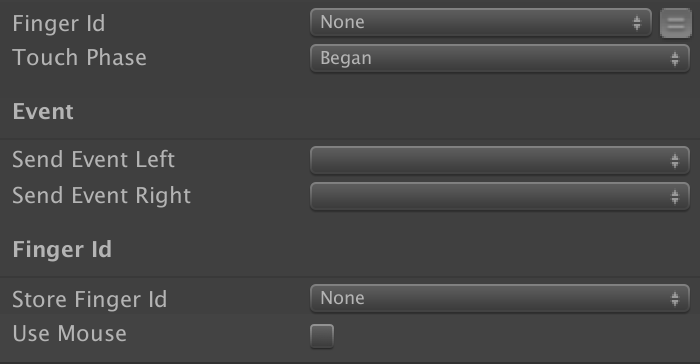 Finger Id None
Touch Phase Began
Event
Send Event Left
Send Event Right
Finger Id
Store Finger Id None
Use Mouse